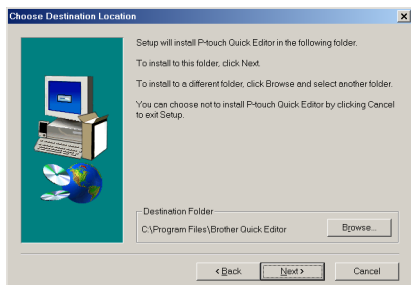 Choose Destination Location
Setup will install P-touch Quick Editor in the following folder.
To install to this folder, click Next.
To install to a different folder, click Browse and select another folder.
You can choose not to install P-touch Quick Editor by clicking Cancel
to exit Setup.
Destination Folder
C:\Program Files\Brother Quick Editor
Browse...
< Back
Next >
Cancel